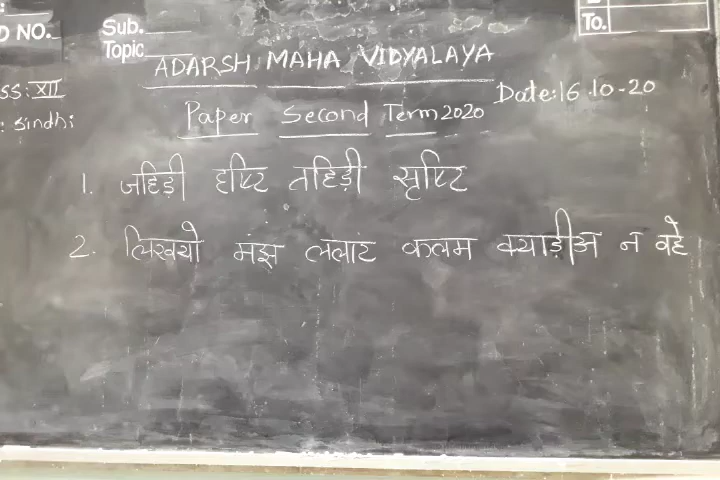 D NO.
Sub.
Topic
To.
ADARSH MAHA VIDYALAYA
SS: XII
Date: 16.10-20
: Sindhi
Paper Second Term 2020
1. जहिड़ी द्दष्टि तहिड़ी सृष्टि
2. लिखयो मंझ ललाट कलम क्याड़ीअ न वहे